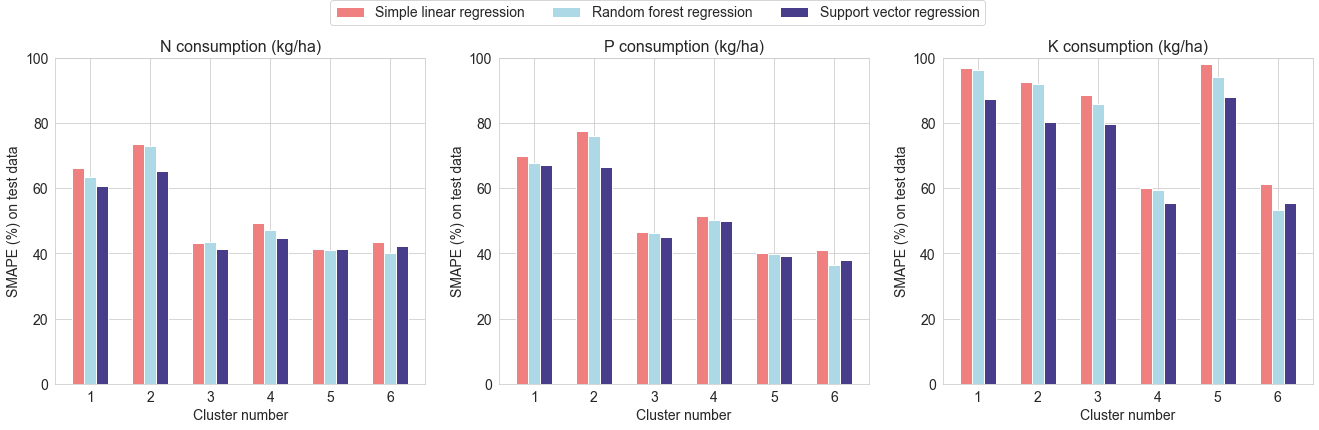 Simple linear regression Random forest regression Support vector regression
N consumption (kg/ha)
SMAPE (%) on test data
100
80
60
40
20
0
1 2 3 4 5 6
Cluster number
P consumption (kg/ha)
SMAPE (%) on test data
100
80
60
40
20
0
1 2 3 4 5 6
Cluster number
K consumption (kg/ha)
SMAPE (%) on test data
100
80
60
40
20
0
1 2 3 4 5 6
Cluster number